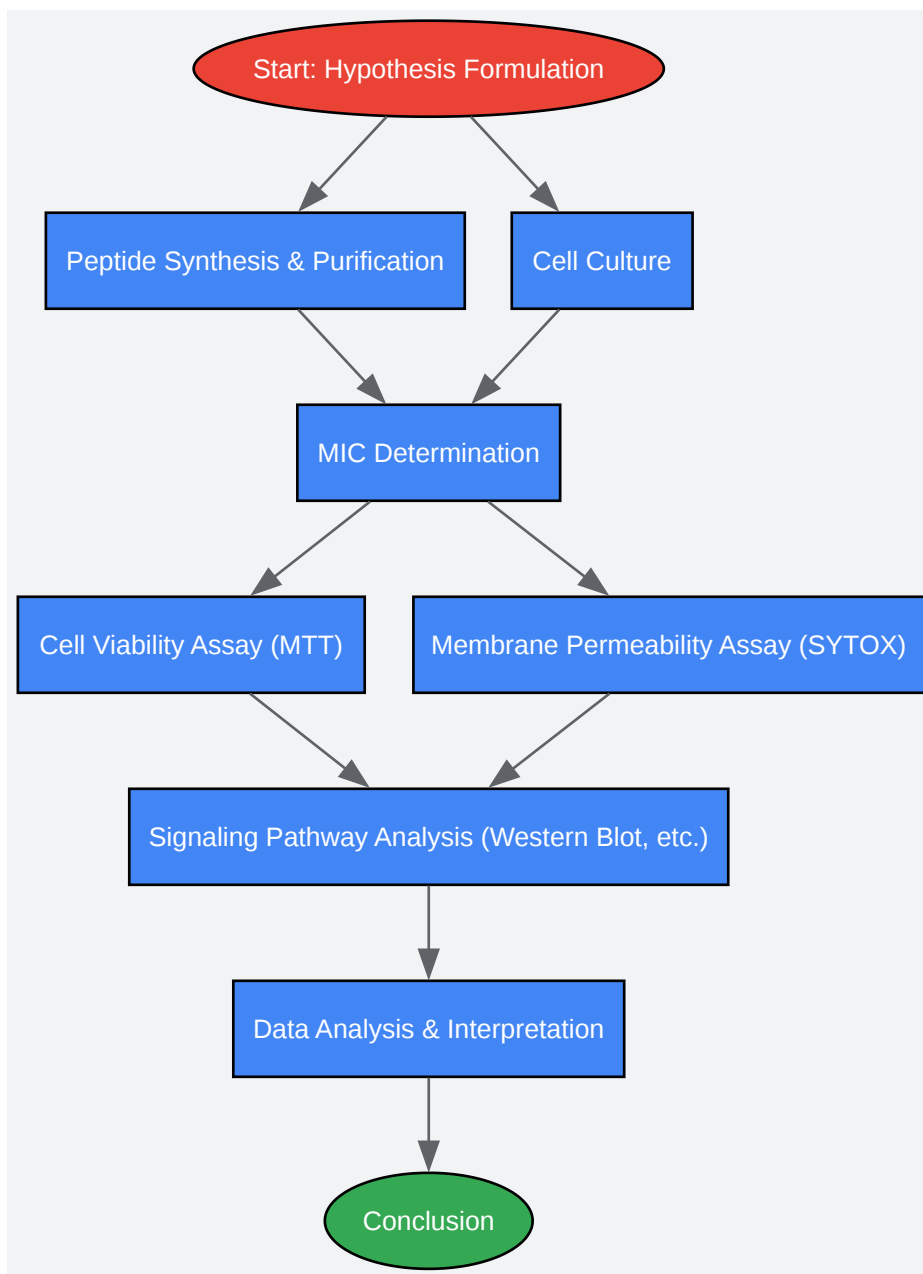 Start: Hypothesis Formulation
Peptide Synthesis & Purification
Cell Culture
MIC Determination
Cell Viability Assay (MTT)
Membrane Permeability Assay (SYTOX)
Signaling Pathway Analysis (Western Blot, etc.)
Data Analysis & Interpretation
Conclusion